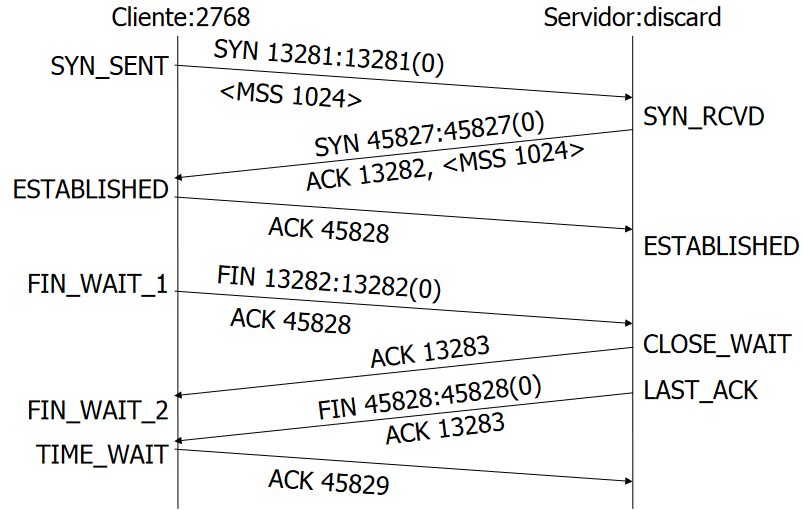 Cliente:2768
Servidor:discard
SYN_SENT
SYN 13281:13281(0)
<MSS 1024>
SYN_RCVD
SYN 45827:45827(0)
ACK 13282, <MSS 1024>
ESTABLISHED
ACK 45828
ESTABLISHED
FIN_WAIT_1
FIN 13282:13282(0)
ACK 45828
CLOSE_WAIT
ACK 13283
FIN_WAIT_2
LAST_ACK
FIN 45828:45828(0)
ACK 13283
TIME_WAIT
ACK 45829